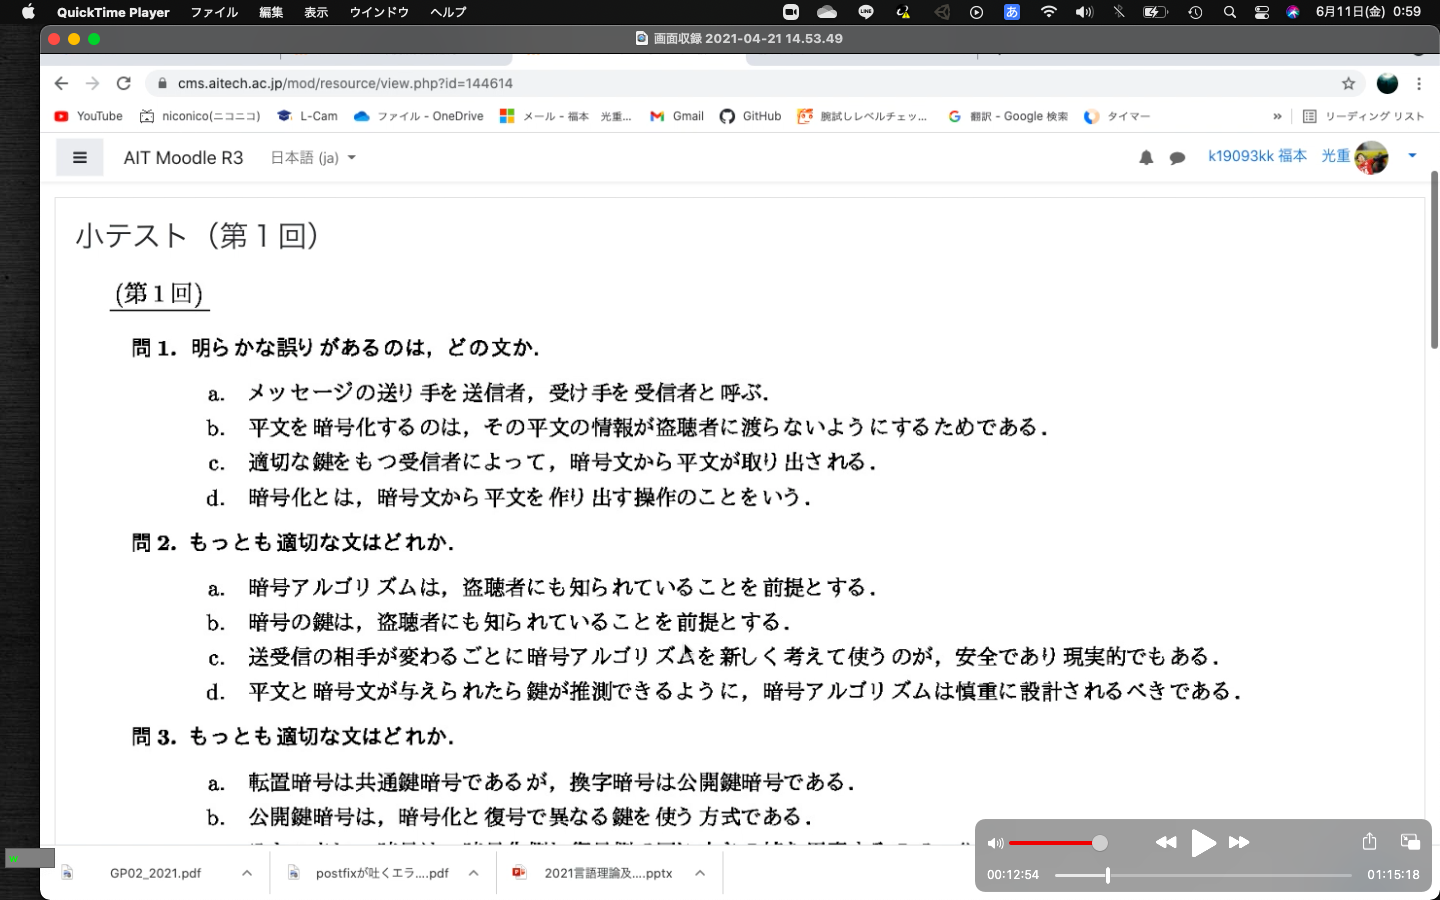 QuickTime Player ファイル 編集 表示 ウインドウ ヘルプ LINE あ 6月11日(金) 0:59
画面収録 2021-04-21 14.53.49
cms.aitech.ac.jp/mod/resource/view.php?id=144614
YouTube niconico(ニコニコ) L-Cam ファイル - OneDrive メール - 福本 光重... Gmail GitHub 腕試しレベルチェッ... 翻訳 - Google 検索 タイマー » リーディング リスト
AIT Moodle R3 日本語 (ja) k19093kk 福本 光重
小テスト（第１回）
(第 1 回)
問 1. 明らかな誤りがあるのは，どの文か．
a. メッセージの送り手を送信者，受け手を受信者と呼ぶ．
b. 平文を暗号化するのは，その平文の情報が盗聴者に渡らないようにするためである．
c. 適切な鍵をもつ受信者によって，暗号文から平文が取り出される．
d. 暗号化とは，暗号文から平文を作り出す操作のことをいう．
問 2. もっとも適切な文はどれか．
a. 暗号アルゴリズムは，盗聴者にも知られていることを前提とする．
b. 暗号の鍵は，盗聴者にも知られていることを前提とする．
c. 送受信の相手が変わるごとに暗号アルゴリズムを新しく考えて使うのが，安全であり現実的でもある．
d. 平文と暗号文が与えられたら鍵が推測できるように，暗号アルゴリズムは慎重に設計されるべきである．
問 3. もっとも適切な文はどれか．
a. 転置暗号は共通鍵暗号であるが，換字暗号は公開鍵暗号である．
b. 公開鍵暗号は，暗号化と復号で異なる鍵を使う方式である．
00:12:54 01:15:18
w
GP02_2021.pdf postfixが吐くエラ....pdf 2021言語理論及....pptx